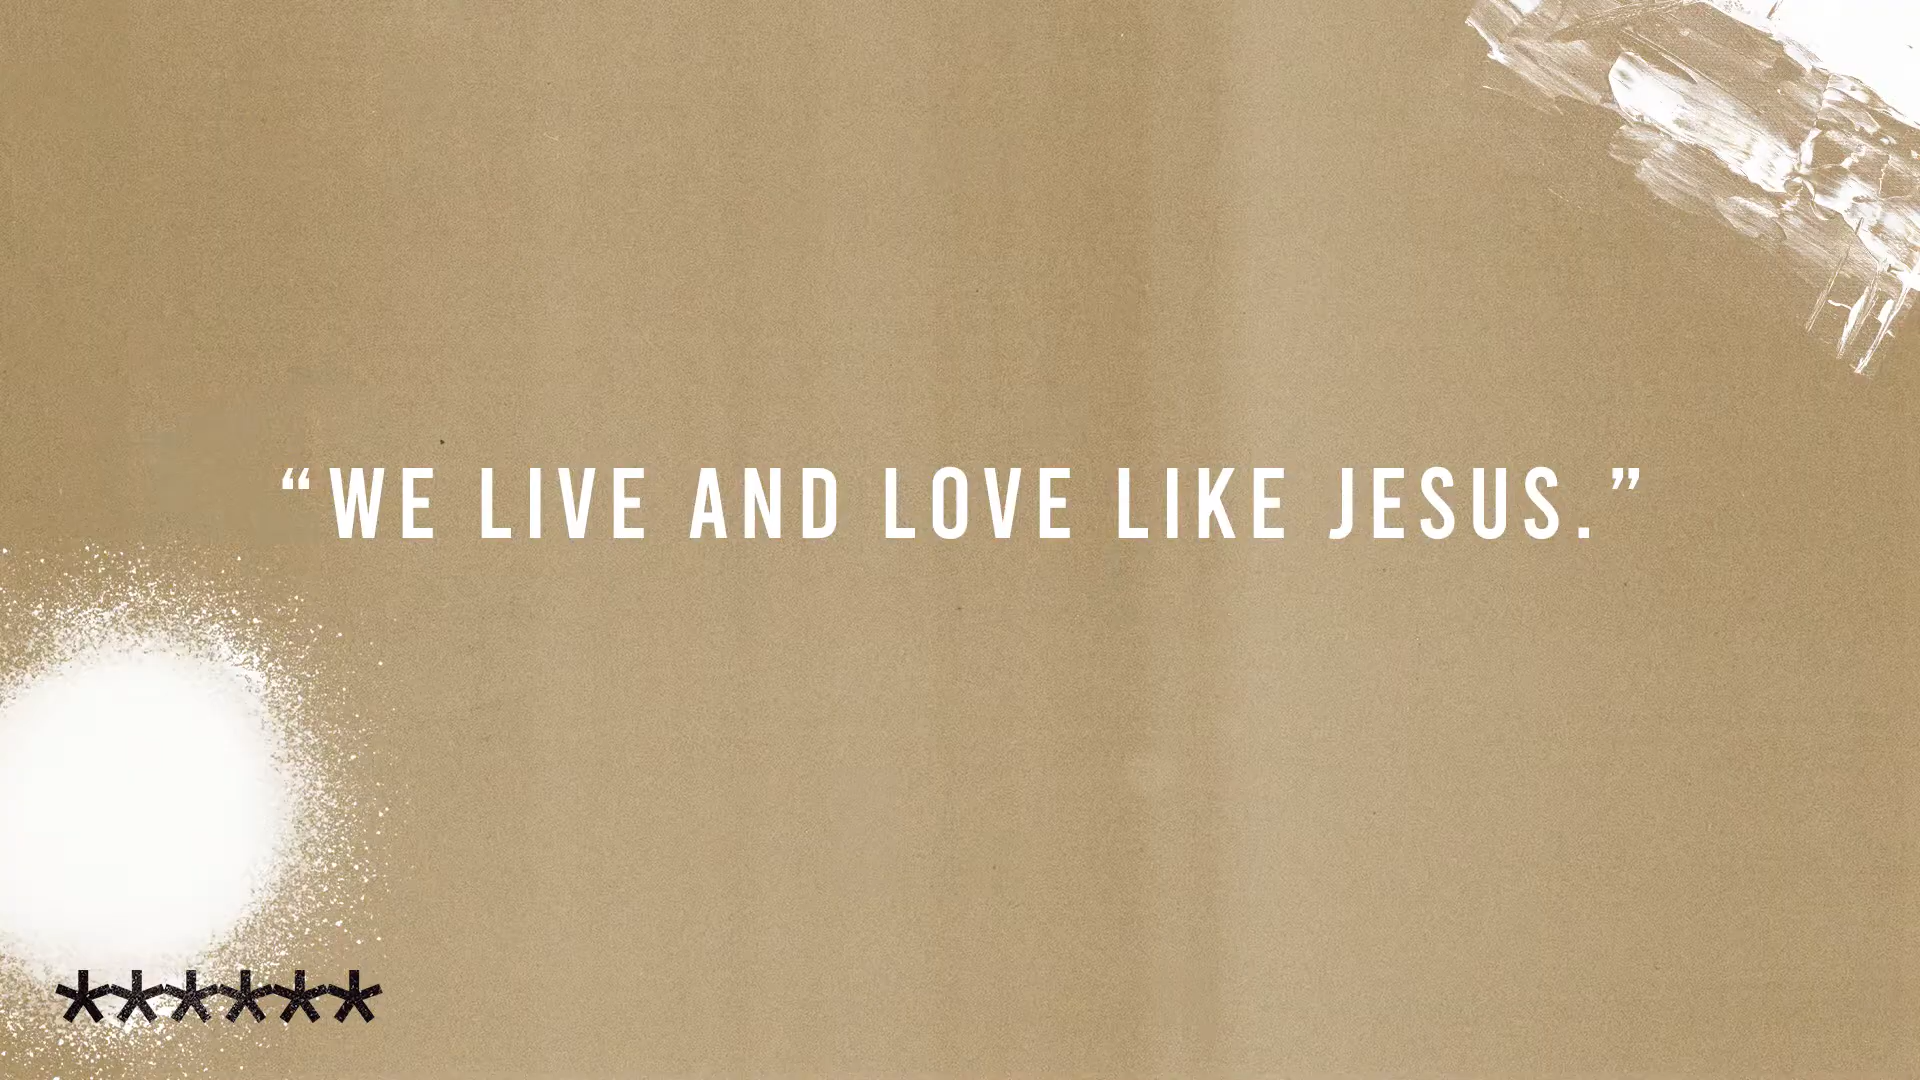 “WE LIVE AND LOVE LIKE JESUS.”
******